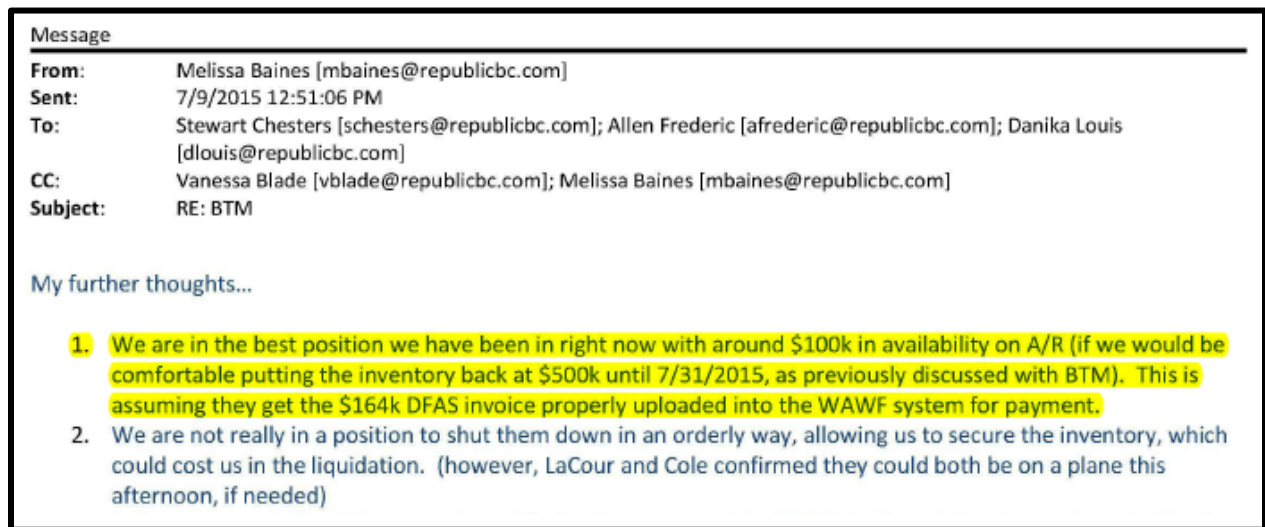 Message
From: Melissa Baines [mbaines@republicbc.com]
Sent: 7/9/2015 12:51:06 PM
To: Stewart Chesters [schesters@republicbc.com]; Allen Frederic [afrederic@republicbc.com]; Danika Louis
[dlouis@republicbc.com]
CC: Vanessa Blade [vblade@republicbc.com]; Melissa Baines [mbaines@republicbc.com]
Subject: RE: BTM
My further thoughts...
1. We are in the best position we have been in right now with around $100k in availability on A/R (if we would be
comfortable putting the inventory back at $500k until 7/31/2015, as previously discussed with BTM). This is
assuming they get the $164k DFAS invoice properly uploaded into the WAWF system for payment.
2. We are not really in a position to shut them down in an orderly way, allowing us to secure the inventory, which
could cost us in the liquidation. (however, LaCour and Cole confirmed they could both be on a plane this
afternoon, if needed)